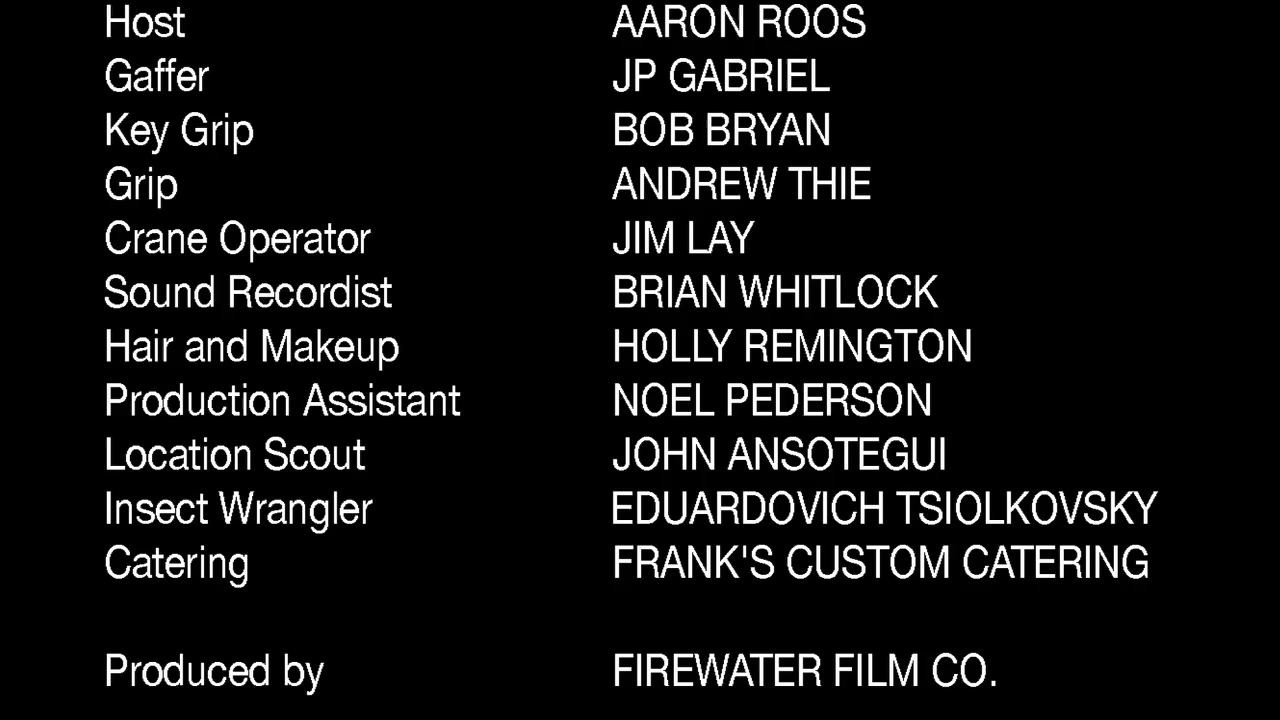 Host AARON ROOS
Gaffer JP GABRIEL
Key Grip BOB BRYAN
Grip ANDREW THIE
Crane Operator JIM LAY
Sound Recordist BRIAN WHITLOCK
Hair and Makeup HOLLY REMINGTON
Production Assistant NOEL PEDERSON
Location Scout JOHN ANSOTEGUI
Insect Wrangler EDUARDOVICH TSIOLKOVSKY
Catering FRANK'S CUSTOM CATERING
Produced by FIREWATER FILM CO.